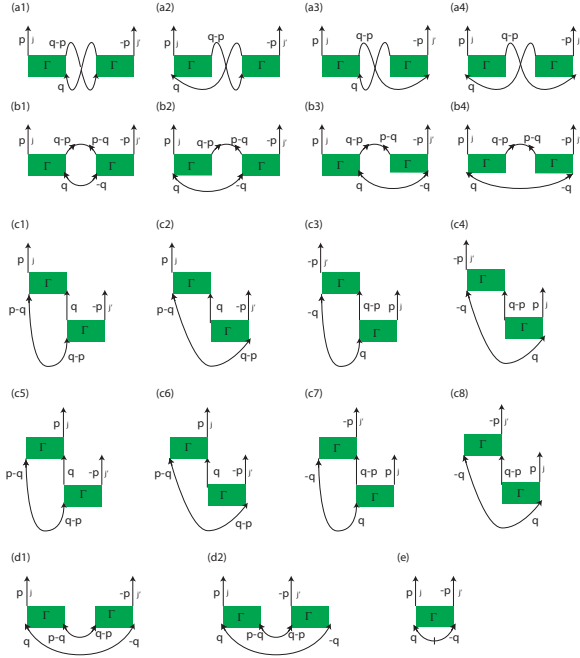 (a1) (a2) (a3) (a4)
p j q-p -p j' p j q-p -p j' p j q-p -p j' p j q-p -p j'
Γ Γ Γ Γ Γ Γ Γ Γ
q q q q
(b1) (b2) (b3) (b4)
p j -p j' p j -p j' p j -p j' p j -p j'
q-p p-q q-p p-q q-p p-q q-p p-q
Γ Γ Γ Γ Γ Γ Γ Γ
q -q q -q q -q q -q
(c1) (c2) (c3) (c4)
p j p j -p j' -p j'
Γ Γ Γ Γ
p-q q -p j' p-q q -p j' -q q-p p j -q q-p p j
Γ Γ Γ Γ
q-p q-p q q
(c5) (c6) (c7) (c8)
p j p j -p j' -p j'
Γ Γ Γ Γ
p-q q -p j' p-q q -p j' -q q-p p j -q q-p p j
Γ Γ Γ Γ
q-p q-p q q
(d1) (d2) (e)
p j -p j' p j -p j' p j -p j'
Γ Γ Γ Γ Γ
q p-q q-p -q q p-q q-p -q q -q